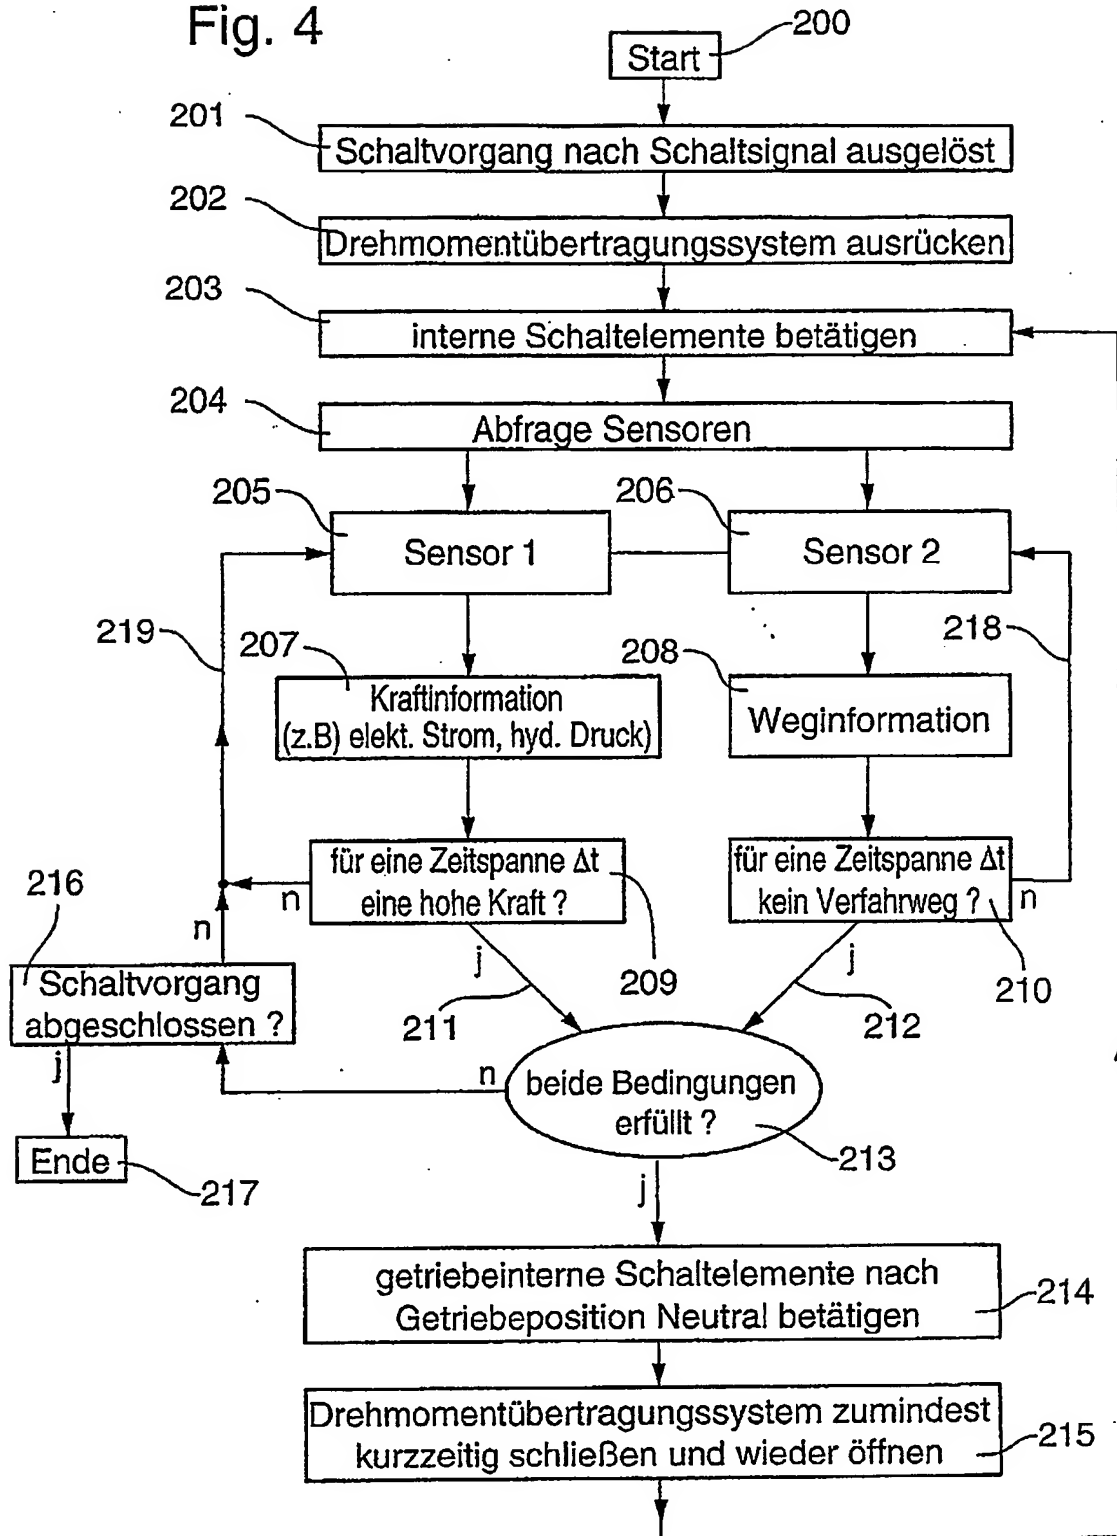 Fig. 4
200
Start
201
Schaltvorgang nach Schaltsignal ausgelöst
202
Drehmomentübertragungssystem ausrücken
203
interne Schaltelemente betätigen
204
Abfrage Sensoren
205
206
Sensor 1
Sensor 2
219
207
208
218
Kraftinformation
(z.B) elekt. Strom, hyd. Druck)
Weginformation
für eine Zeitspanne Δt
eine hohe Kraft ?
für eine Zeitspanne Δt
kein Verfahrweg ?
n
n
216
n
j
j
209
210
Schaltvorgang
abgeschlossen ?
211
212
j
n
beide Bedingungen
erfüllt ?
213
Ende
217
j
getriebeinterne Schaltelemente nach
Getriebeposition Neutral betätigen
214
Drehmomentübertragungssystem zumindest
kurzzeitig schließen und wieder öffnen
215